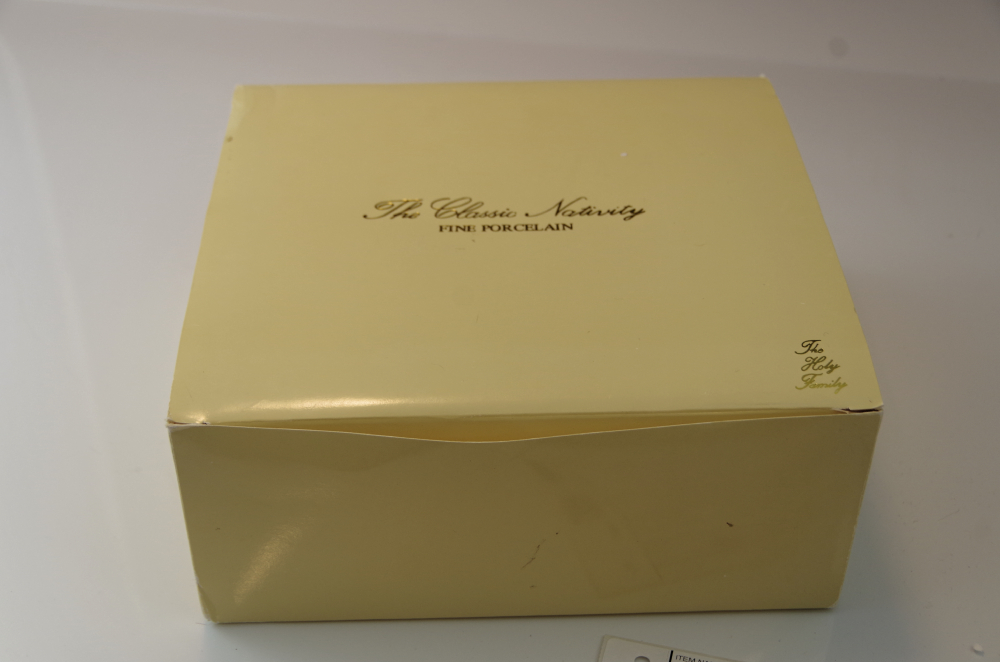 The Classic Nativity
FINE PORCELAIN
The
Holy
Family